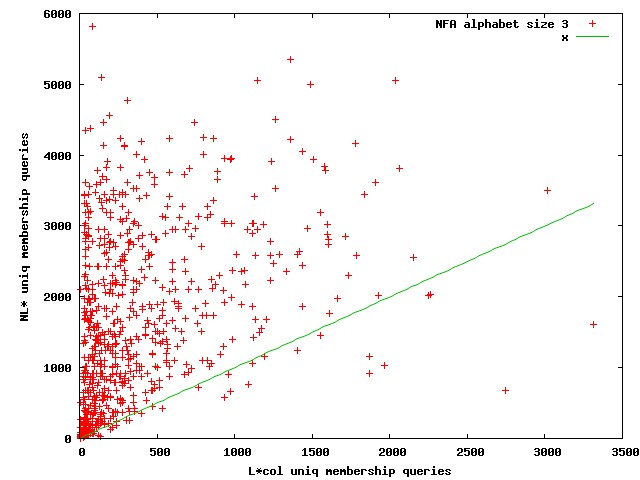 NFA alphabet size 3
x
6000
5000
4000
3000
2000
1000
0
NL* uniq membership queries
0 500 1000 1500 2000 2500 3000 3500
L*col uniq membership queries